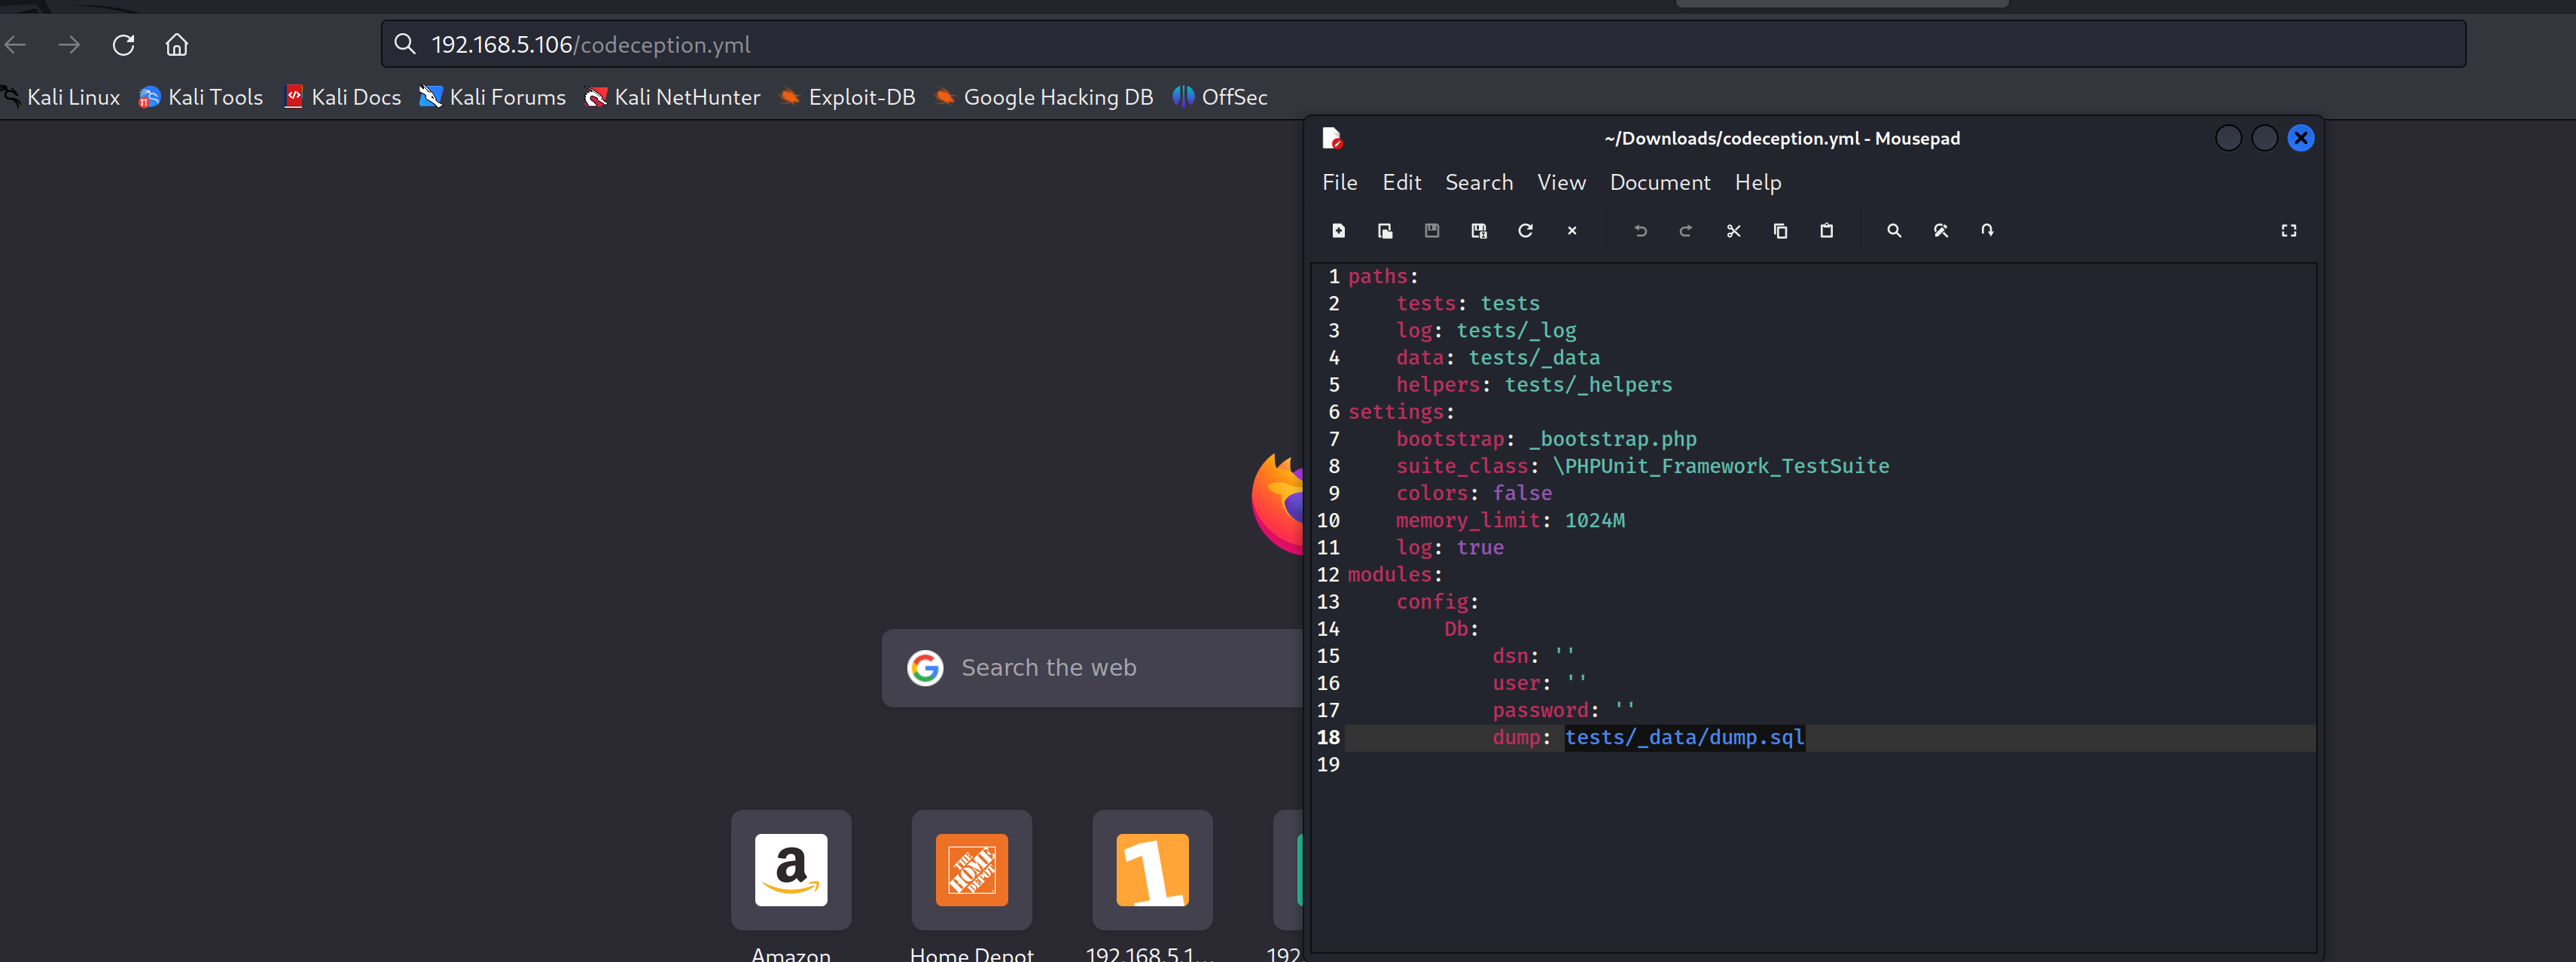 192.168.5.106/codeception.yml
Kali Linux Kali Tools Kali Docs Kali Forums Kali NetHunter Exploit-DB Google Hacking DB OffSec
~/Downloads/codeception.yml - Mousepad
File Edit Search View Document Help
1 paths:
2     tests: tests
3     log: tests/_log
4     data: tests/_data
5     helpers: tests/_helpers
6 settings:
7     bootstrap: _bootstrap.php
8     suite_class: \PHPUnit_Framework_TestSuite
9     colors: false
10     memory_limit: 1024M
11     log: true
12 modules:
13     config:
14         Db:
15             dsn: ''
16             user: ''
17             password: ''
18             dump: tests/_data/dump.sql
19
Search the web
a
THE HOME DEPOT
1
Amazon Home Depot 192.168.5.1... 192